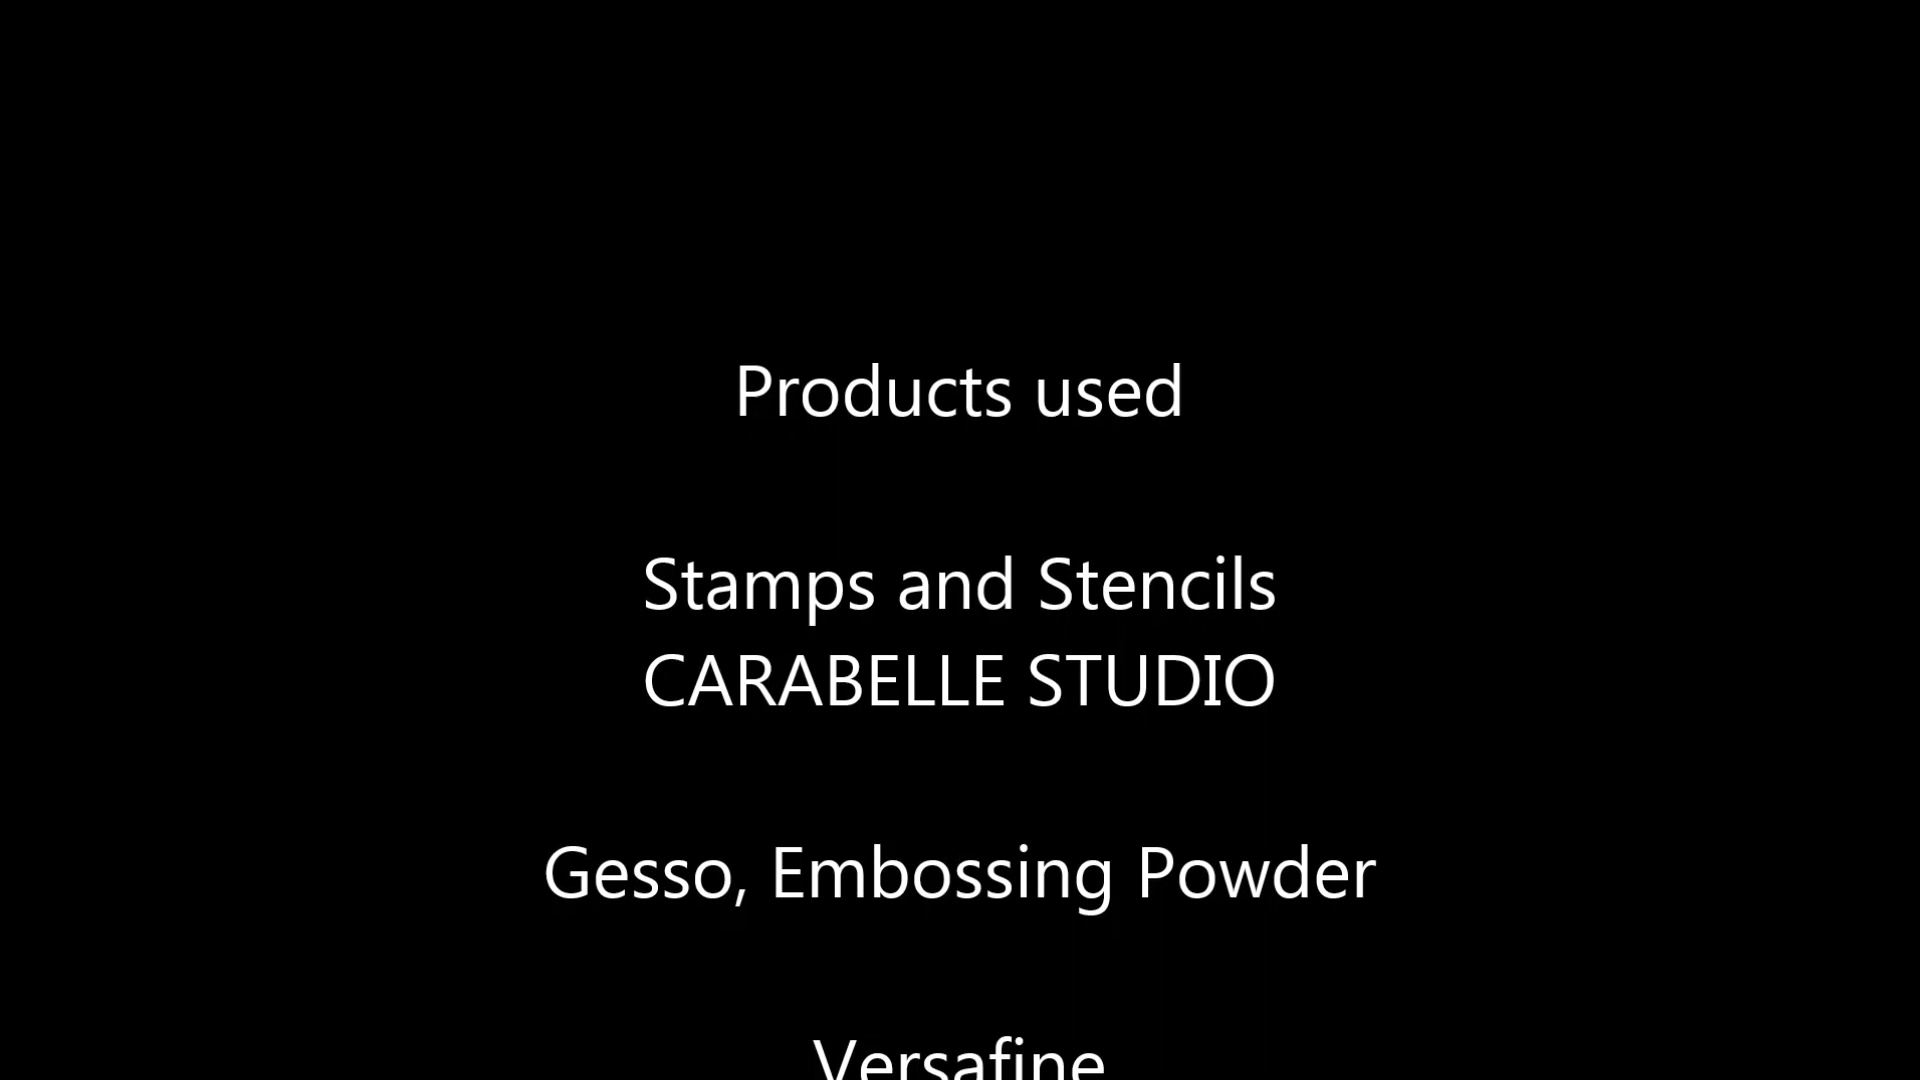 Products used
Stamps and Stencils
CARABELLE STUDIO
Gesso, Embossing Powder
Versafine